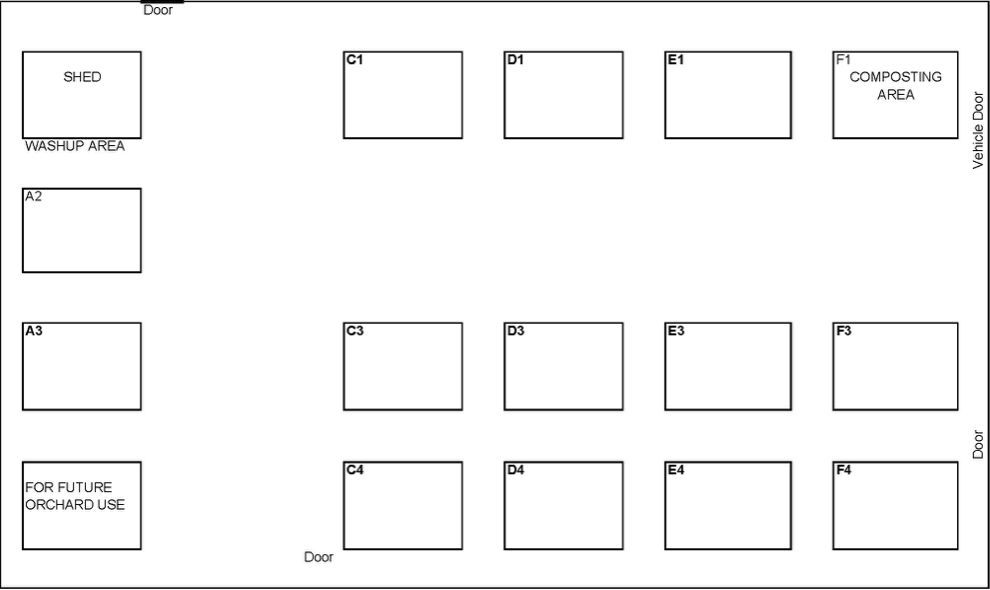 Door
SHED
C1
D1
E1
F1
COMPOSTING
AREA
Vehicle Door
WASHUP AREA
A2
A3
C3
D3
E3
F3
Door
FOR FUTURE
ORCHARD USE
C4
D4
E4
F4
Door